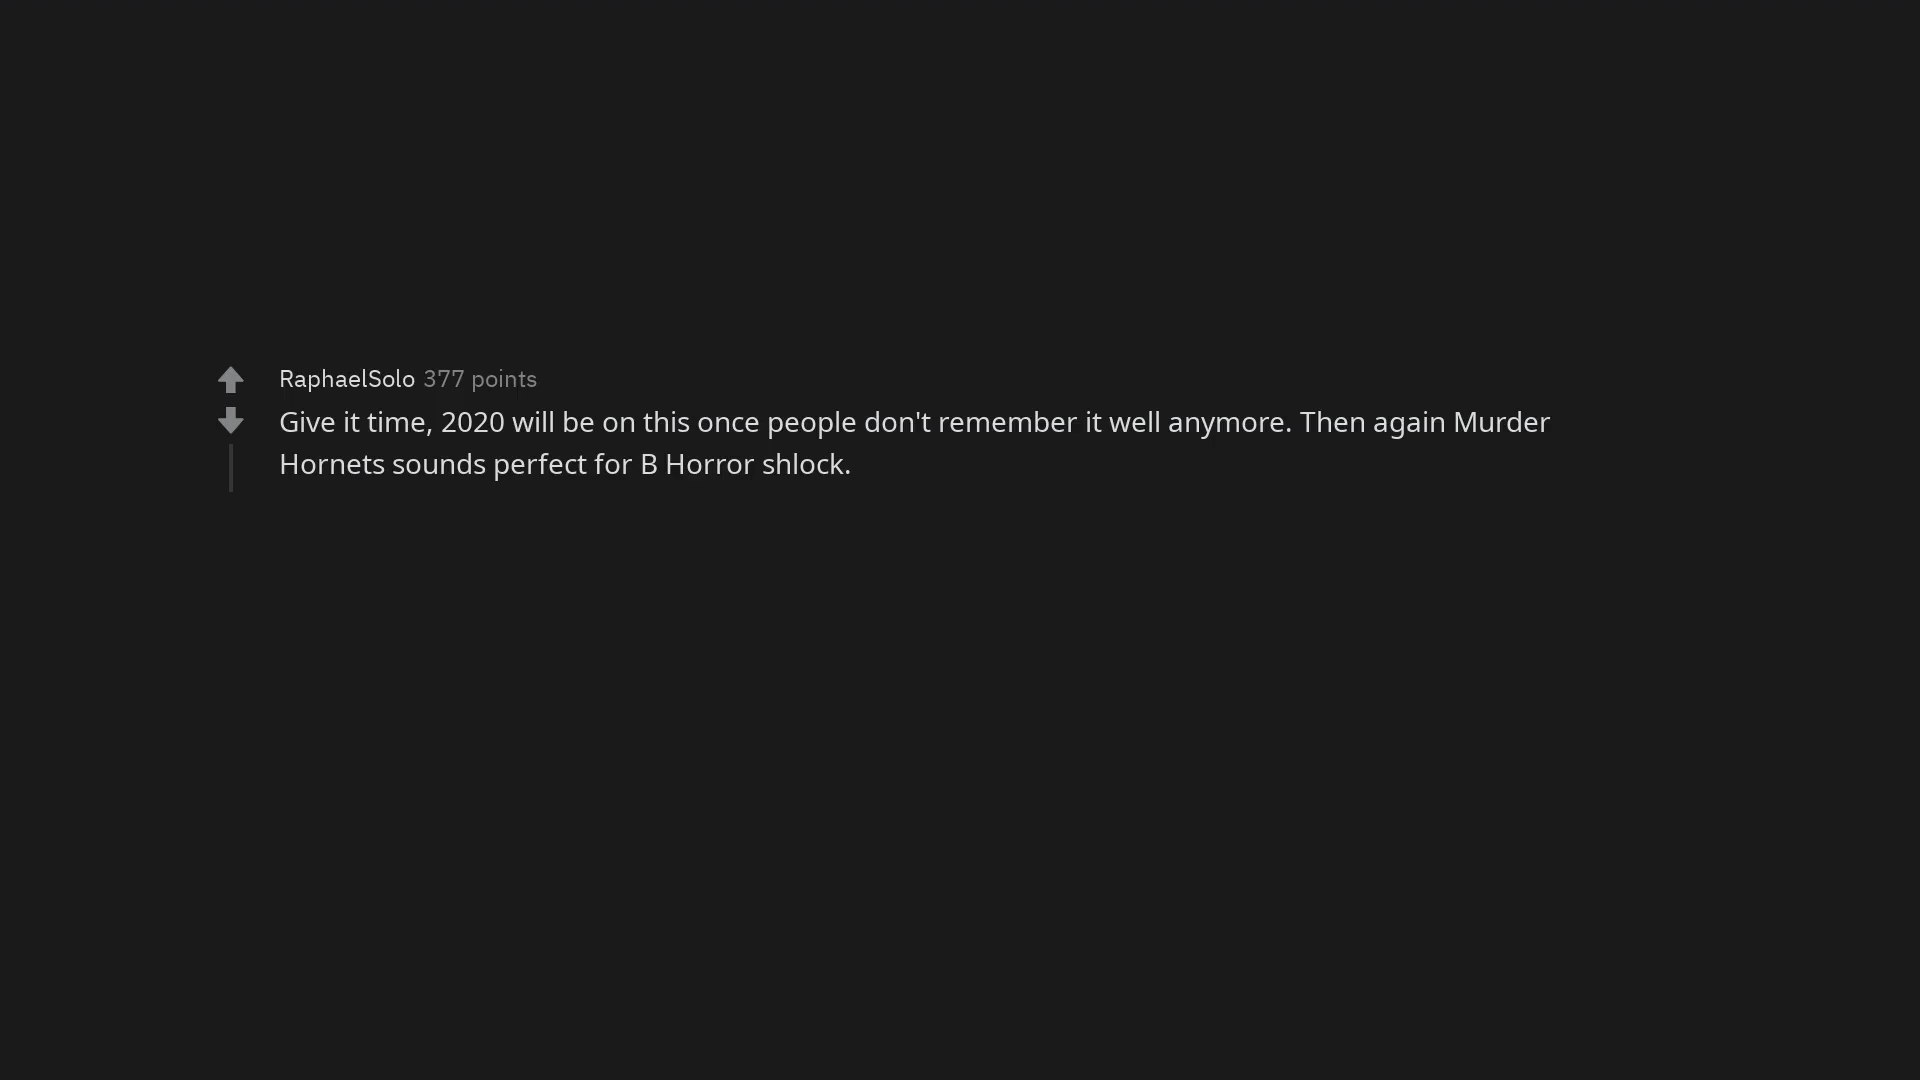 RaphaelSolo 377 points
Give it time, 2020 will be on this once people don't remember it well anymore. Then again Murder
Hornets sounds perfect for B Horror shlock.